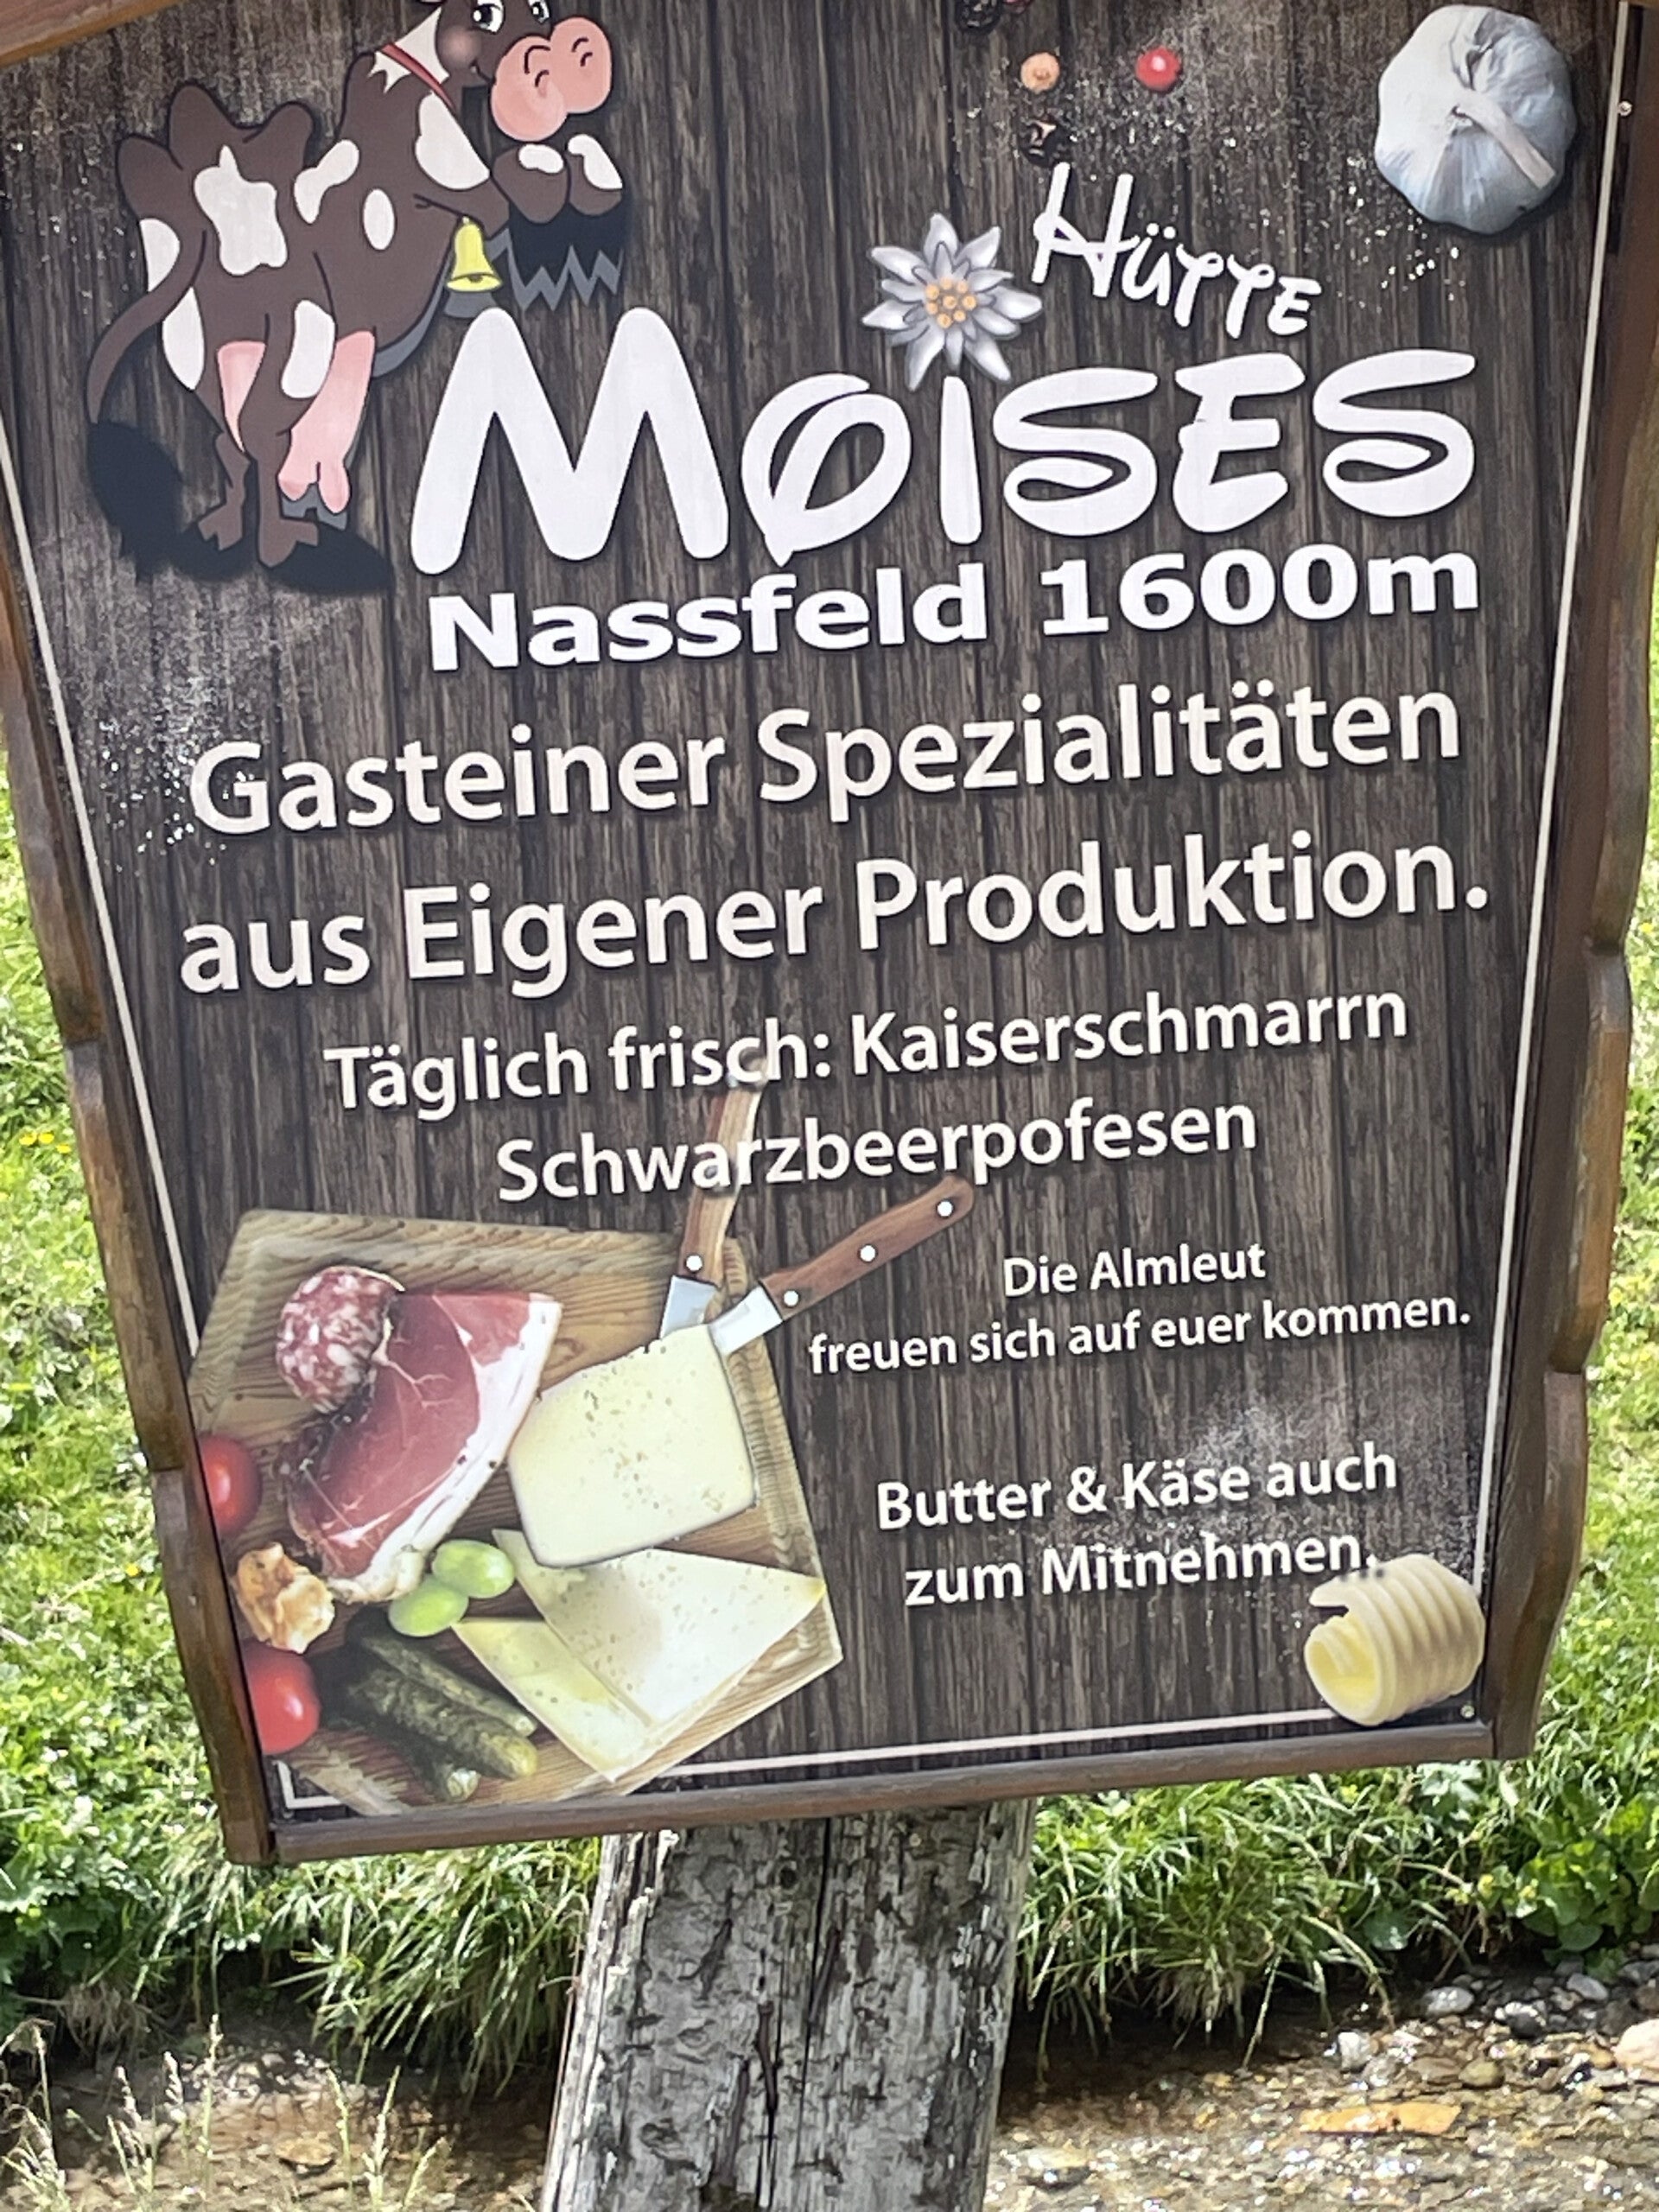 Hütte
Moises
Nassfeld 1600m
Gasteiner Spezialitäten
aus Eigener Produktion.
Täglich frisch: Kaiserschmarrn
Schwarzbeerpofesen
Die Almleut
freuen sich auf euer kommen.
Butter & Käse auch
zum Mitnehmen.